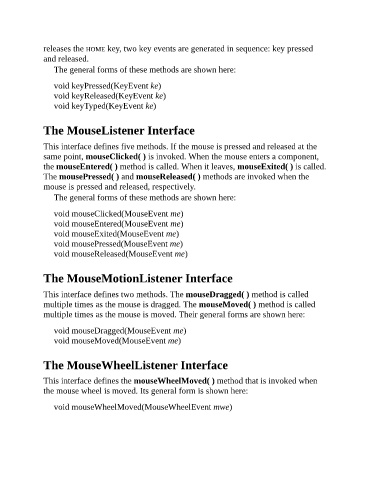 releases the HOME key, two key events are generated in sequence: key pressed
and released.
The general forms of these methods are shown here:
void keyPressed(KeyEvent ke)
void keyReleased(KeyEvent ke)
void keyTyped(KeyEvent ke)
The MouseListener Interface
This interface defines five methods. If the mouse is pressed and released at the
same point, mouseClicked( ) is invoked. When the mouse enters a component,
the mouseEntered( ) method is called. When it leaves, mouseExited( ) is called.
The mousePressed( ) and mouseReleased( ) methods are invoked when the
mouse is pressed and released, respectively.
The general forms of these methods are shown here:
void mouseClicked(MouseEvent me)
void mouseEntered(MouseEvent me)
void mouseExited(MouseEvent me)
void mousePressed(MouseEvent me)
void mouseReleased(MouseEvent me)
The MouseMotionListener Interface
This interface defines two methods. The mouseDragged( ) method is called
multiple times as the mouse is dragged. The mouseMoved( ) method is called
multiple times as the mouse is moved. Their general forms are shown here:
void mouseDragged(MouseEvent me)
void mouseMoved(MouseEvent me)
The MouseWheelListener Interface
This interface defines the mouseWheelMoved( ) method that is invoked when
the mouse wheel is moved. Its general form is shown here:
void mouseWheelMoved(MouseWheelEvent mwe)